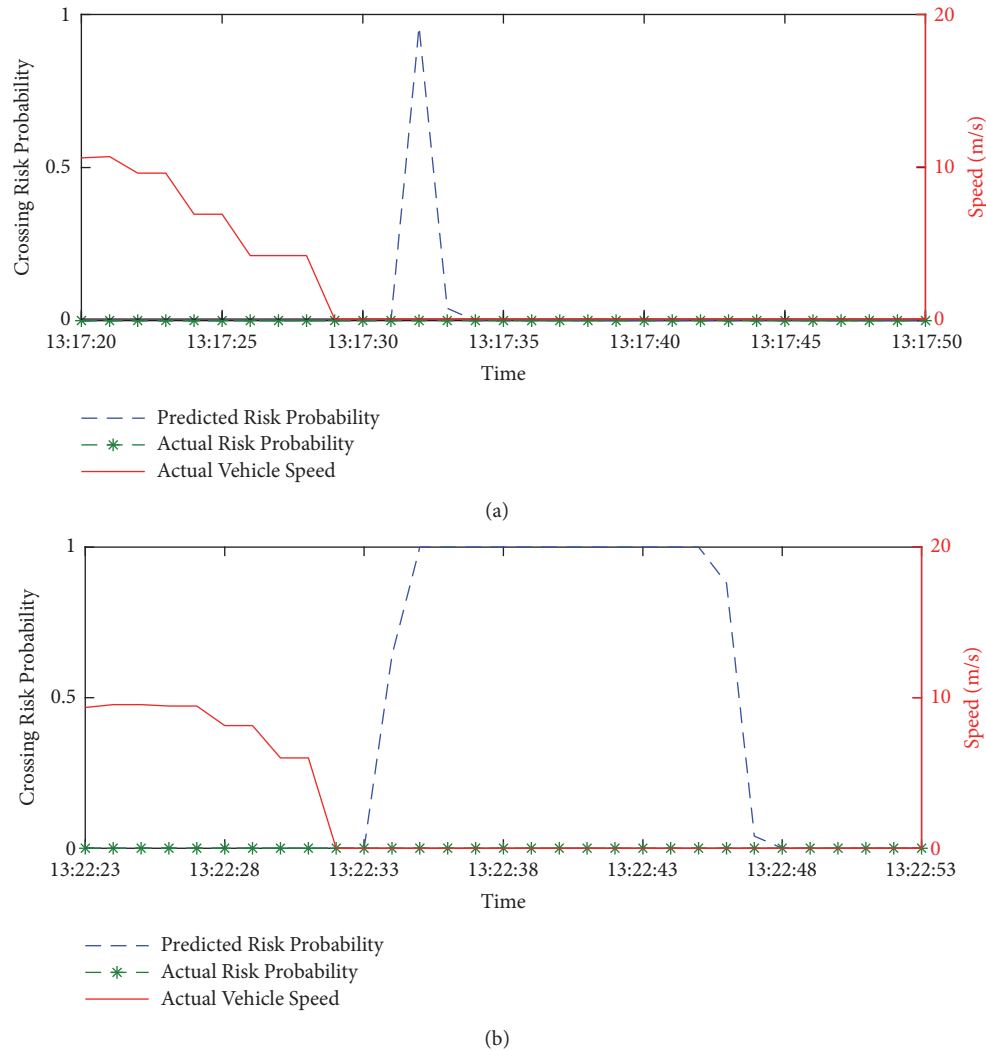 1
20
Crossing Risk Probability
0.5
10
Speed (m/s)
0
0
13:17:20 13:17:25 13:17:30 13:17:35 13:17:40 13:17:45 13:17:50
Time
Predicted Risk Probability
Actual Risk Probability
Actual Vehicle Speed
(a)
1
20
Crossing Risk Probability
0.5
10
Speed (m/s)
0
0
13:22:23 13:22:28 13:22:33 13:22:38 13:22:43 13:22:48 13:22:53
Time
Predicted Risk Probability
Actual Risk Probability
Actual Vehicle Speed
(b)